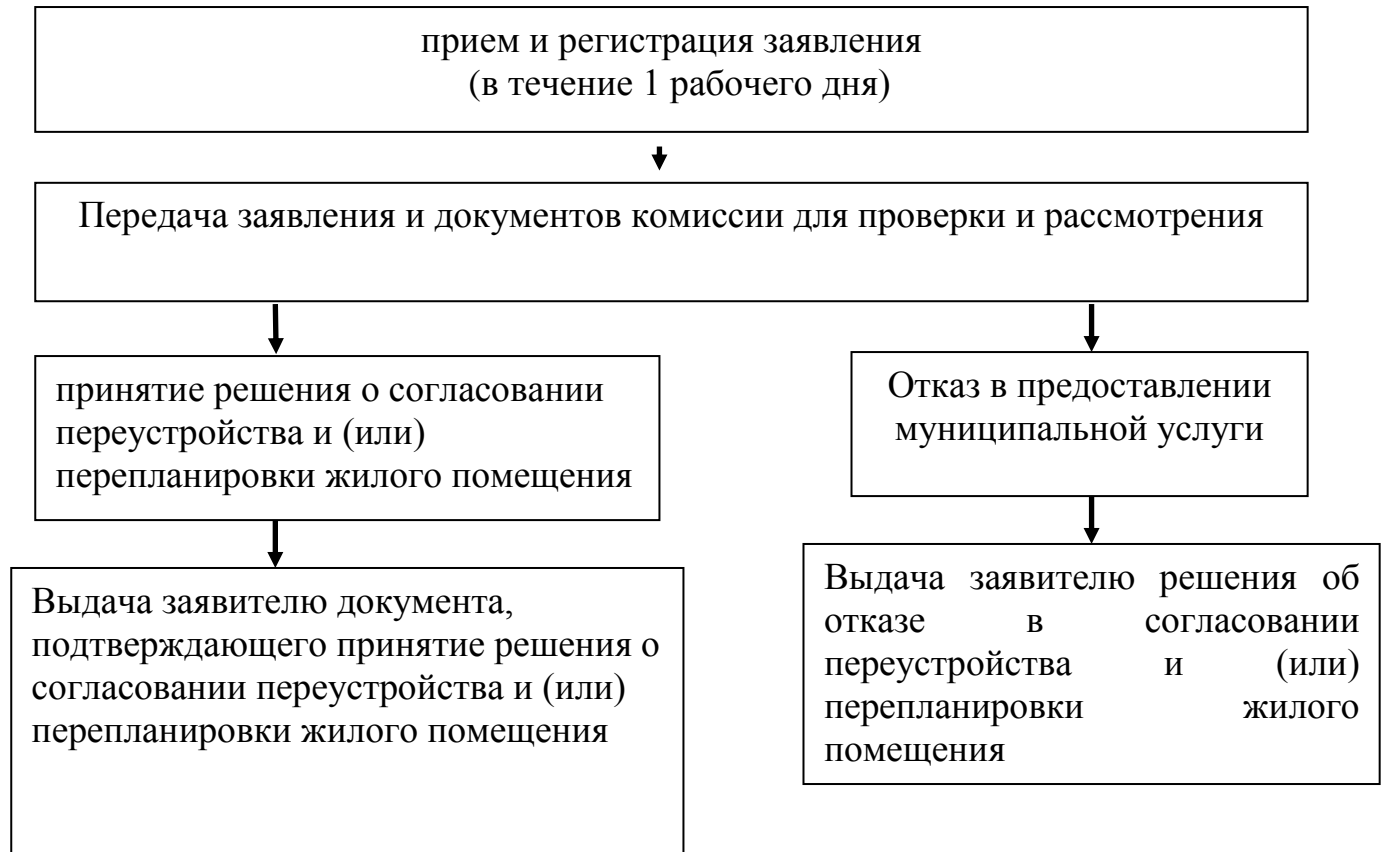 прием и регистрация заявления
(в течение 1 рабочего дня)
Передача заявления и документов комиссии для проверки и рассмотрения
принятие решения о согласовании
переустройства и (или)
перепланировки жилого помещения
Отказ в предоставлении
муниципальной услуги
Выдача заявителю документа,
подтверждающего принятие решения о
согласовании переустройства и (или)
перепланировки жилого помещения
Выдача заявителю решения об
отказе в согласовании
переустройства и (или)
перепланировки жилого
помещения